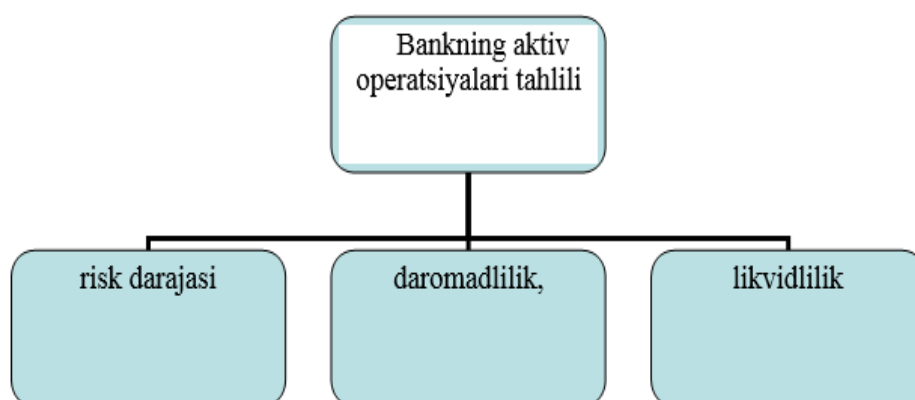 Bankning aktiv
operatsiyalari tahlili
risk darajasi
daromadlilik,
likvidlilik